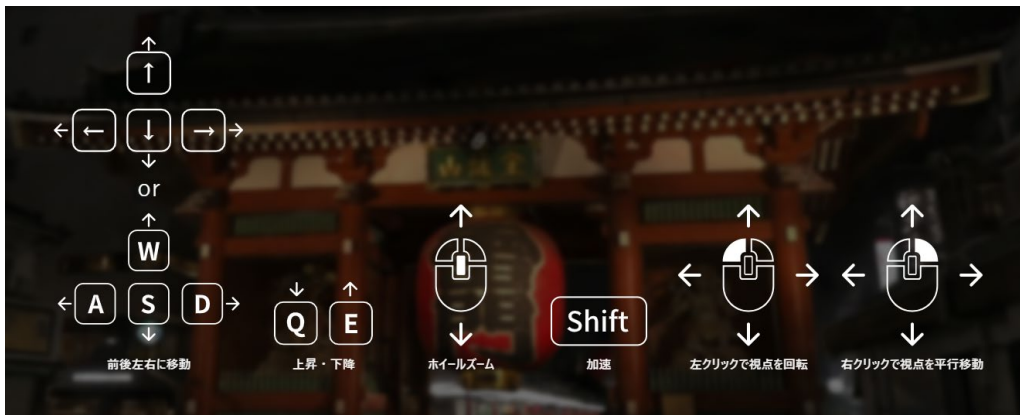 ↑
← ↓ →
or
W
A S D
前後左右に移動
Q E
上昇・下降
ホイールズーム
Shift
加速
左クリックで視点を回転
右クリックで視点を平行移動